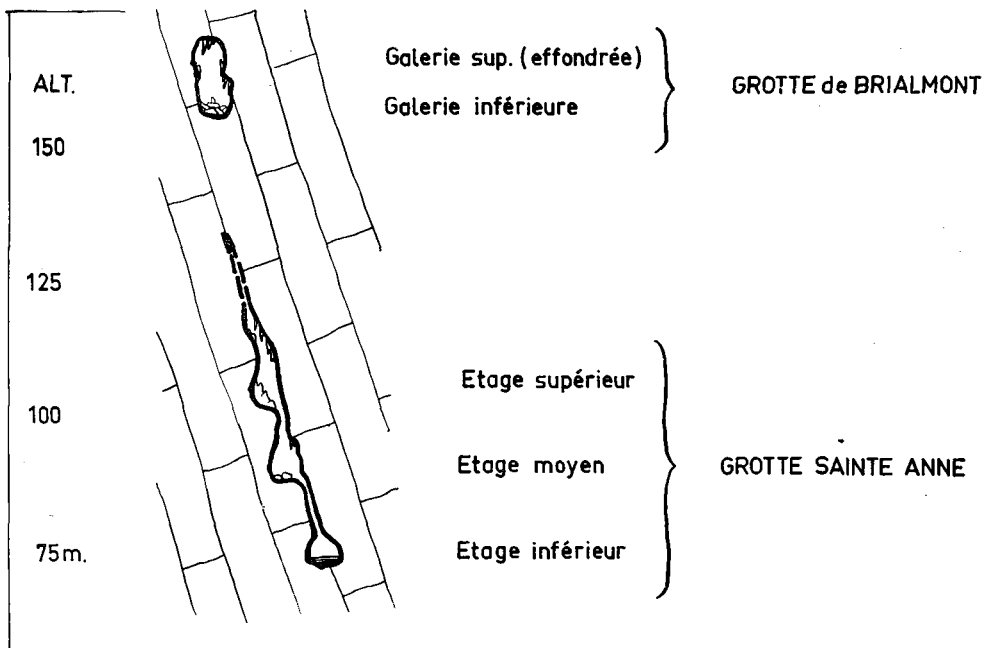 Galerie sup. (effondrée)
ALT.
GROTTE de BRIALMONT
Galerie inférieure
150
125
Etage supérieur
100
Etage moyen
GROTTE SAINTE ANNE
75m.
Etage inférieur